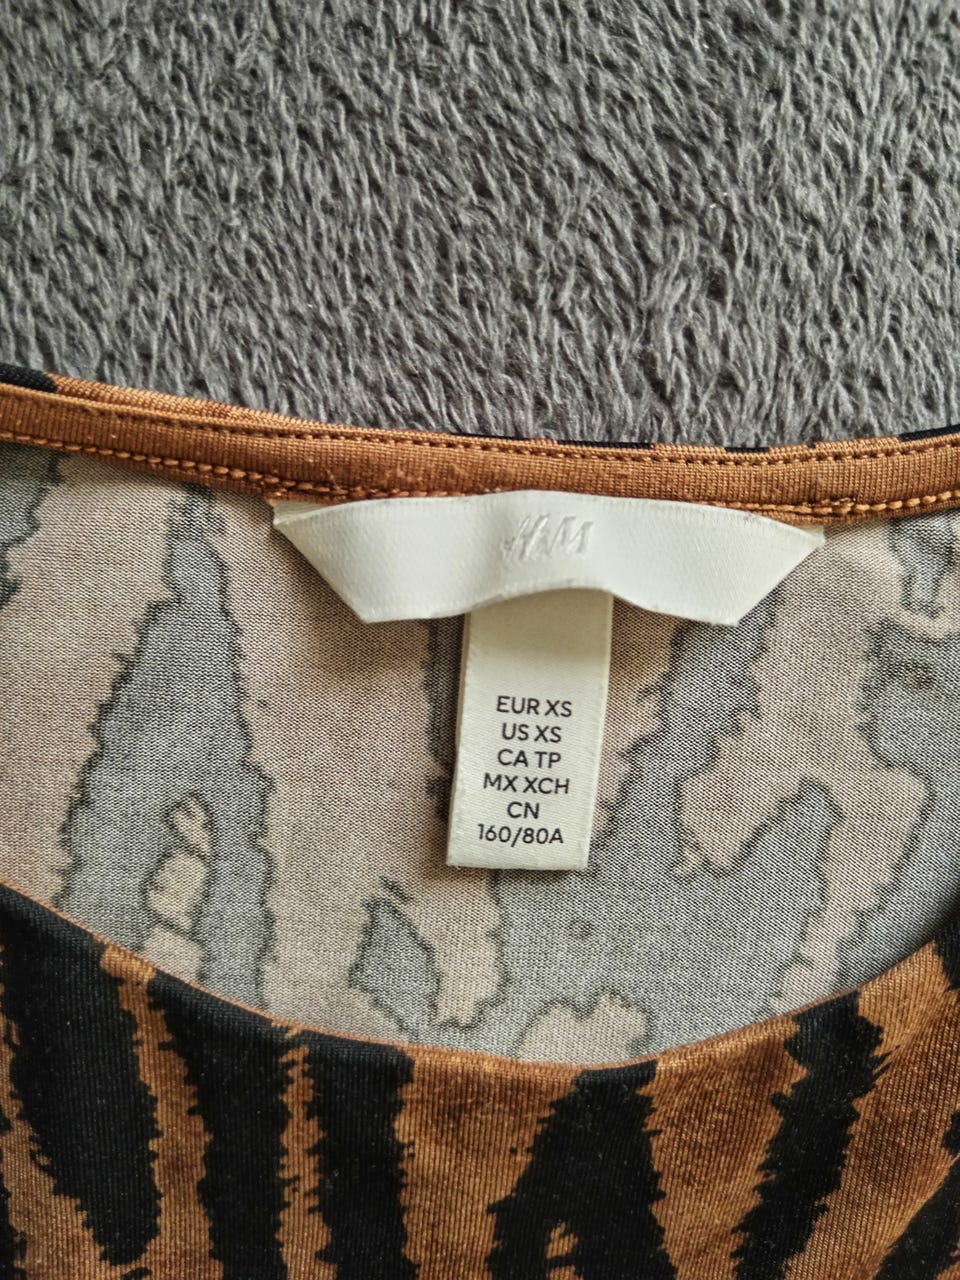 H&M
EUR XS
US XS
CA TP
MX XCH
CN
160/80A